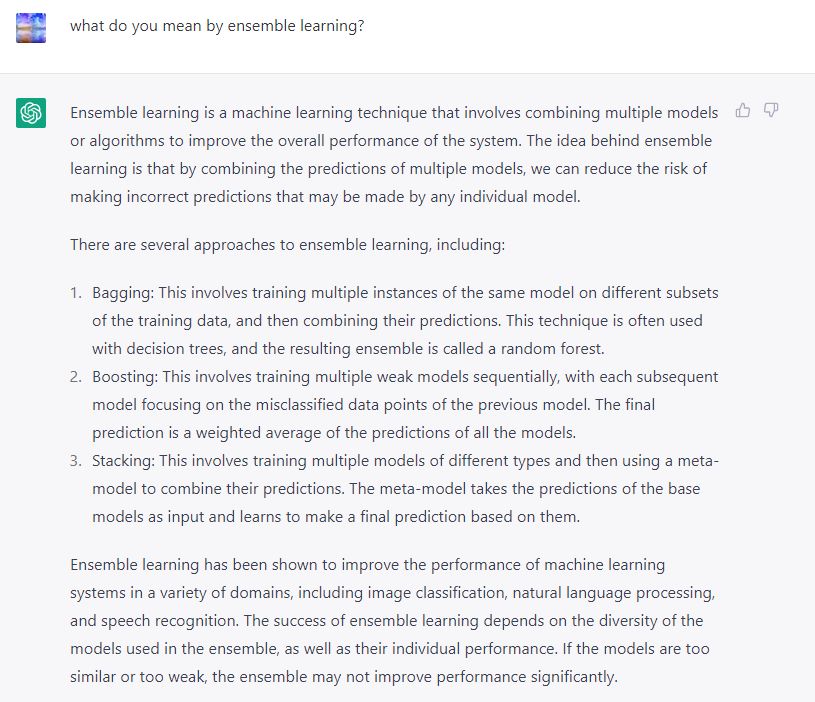 what do you mean by ensemble learning?
Ensemble learning is a machine learning technique that involves combining multiple models
or algorithms to improve the overall performance of the system. The idea behind ensemble
learning is that by combining the predictions of multiple models, we can reduce the risk of
making incorrect predictions that may be made by any individual model.
There are several approaches to ensemble learning, including:
1. Bagging: This involves training multiple instances of the same model on different subsets
of the training data, and then combining their predictions. This technique is often used
with decision trees, and the resulting ensemble is called a random forest.
2. Boosting: This involves training multiple weak models sequentially, with each subsequent
model focusing on the misclassified data points of the previous model. The final
prediction is a weighted average of the predictions of all the models.
3. Stacking: This involves training multiple models of different types and then using a meta-
model to combine their predictions. The meta-model takes the predictions of the base
models as input and learns to make a final prediction based on them.
Ensemble learning has been shown to improve the performance of machine learning
systems in a variety of domains, including image classification, natural language processing,
and speech recognition. The success of ensemble learning depends on the diversity of the
models used in the ensemble, as well as their individual performance. If the models are too
similar or too weak, the ensemble may not improve performance significantly.